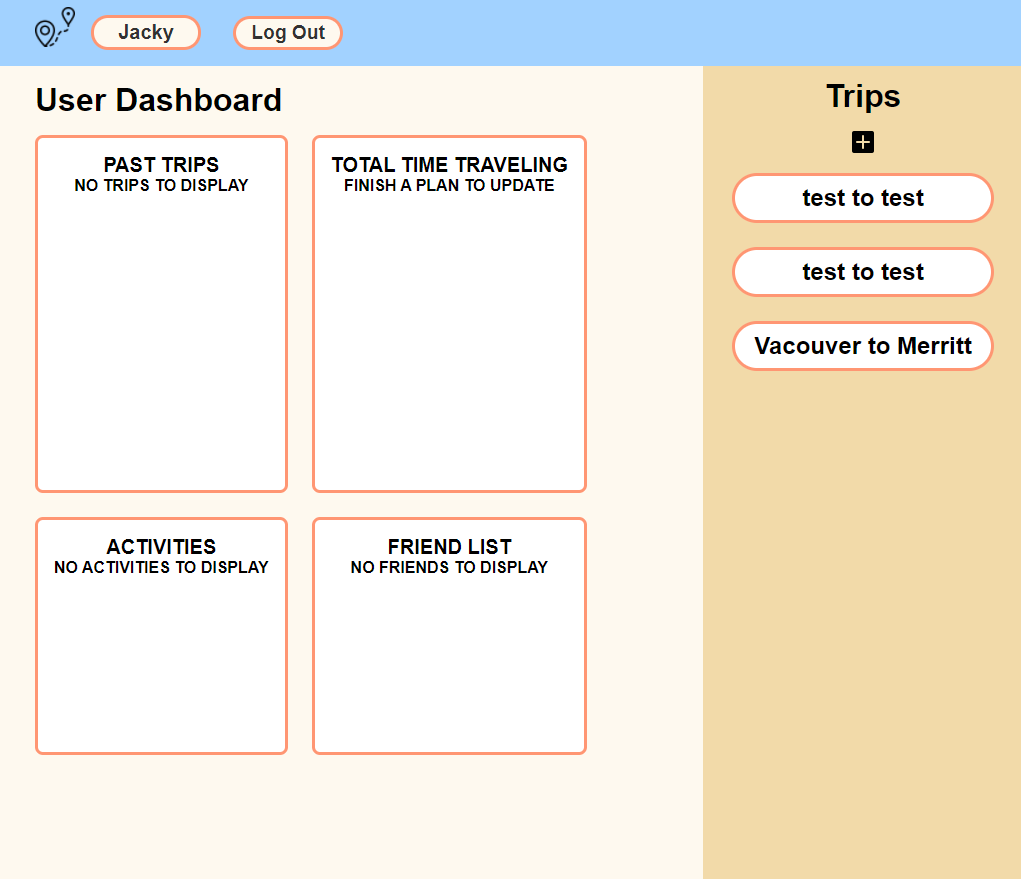 Jacky
Log Out
User Dashboard
PAST TRIPS
NO TRIPS TO DISPLAY
TOTAL TIME TRAVELING
FINISH A PLAN TO UPDATE
ACTIVITIES
NO ACTIVITIES TO DISPLAY
FRIEND LIST
NO FRIENDS TO DISPLAY
Trips
test to test
test to test
Vacouver to Merritt